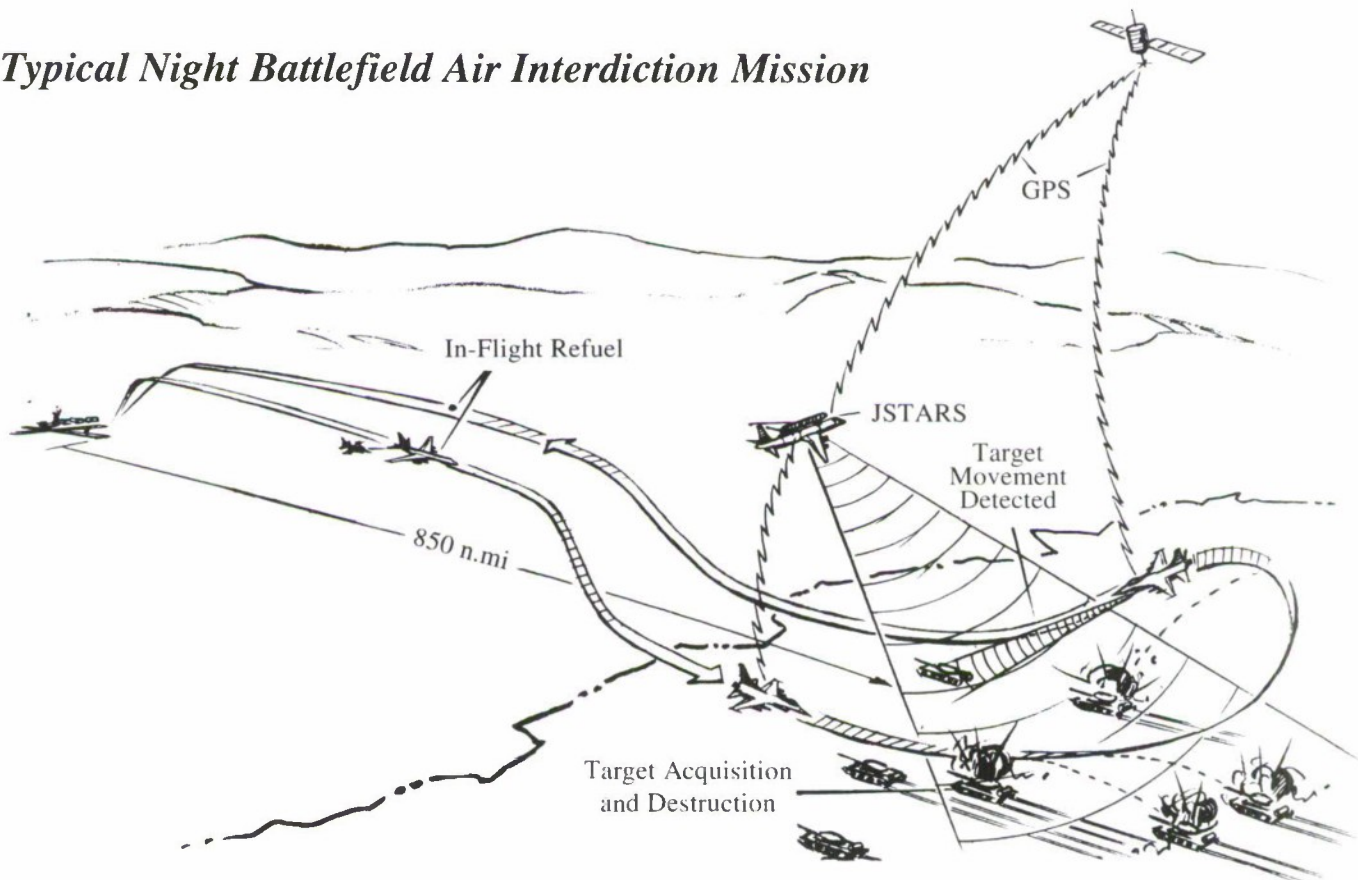 Typical Night Battlefield Air Interdiction Mission
GPS
In-Flight Refuel
JSTARS
Target
Movement
Detected
850 n.mi
Target Acquisition
and Destruction